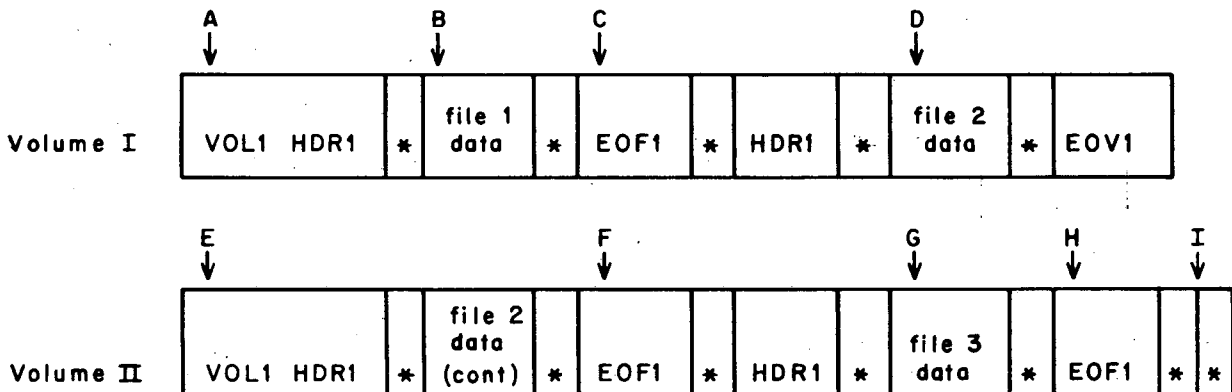 A B C D
file 1 file 2
Volume I VOL1 HDR1 * data * EOF1 * HDR1 * data * EOV1
E F G H I
file 2
data file 3
Volume II VOL1 HDR1 * (cont) * EOF1 * HDR1 * data * EOF1 * *